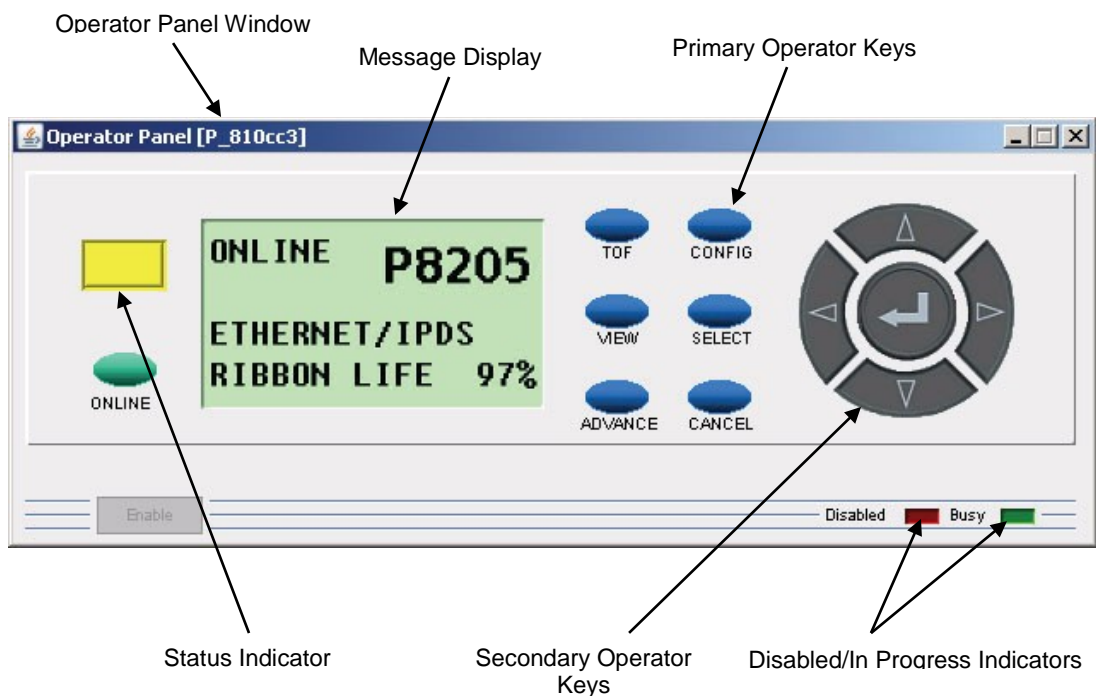 Operator Panel Window
Message Display
Primary Operator Keys
Operator Panel [P_810cc3]
ONLINE P8205
ETHERNET/IPDS
RIBBON LIFE 97%
ONLINE
TOF CONFIG
VIEW SELECT
ADVANCE CANCEL
Enable
Disabled Busy
Status Indicator
Secondary Operator
Keys
Disabled/In Progress Indicators